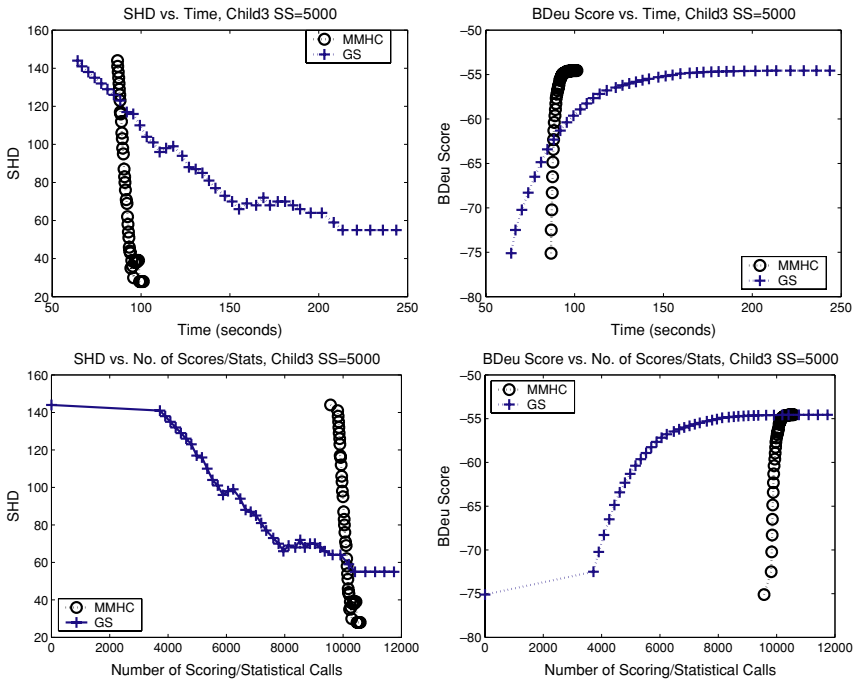 SHD vs. Time, Child3 SS=5000
160
140
120
100
80
60
40
20
SHD
50
100
150
200
250
Time (seconds)
MMHC
GS
BDeu Score vs. Time, Child3 SS=5000
−50
−55
−60
−65
−70
−75
−80
BDeu Score
50
100
150
200
250
Time (seconds)
MMHC
GS
SHD vs. No. of Scores/Stats, Child3 SS=5000
160
140
120
100
80
60
40
20
SHD
0
2000
4000
6000
8000
10000
12000
Number of Scoring/Statistical Calls
MMHC
GS
BDeu Score vs. No. of Scores/Stats, Child3 SS=5000
−50
−55
−60
−65
−70
−75
−80
BDeu Score
0
2000
4000
6000
8000
10000
12000
Number of Scoring/Statistical Calls
MMHC
GS